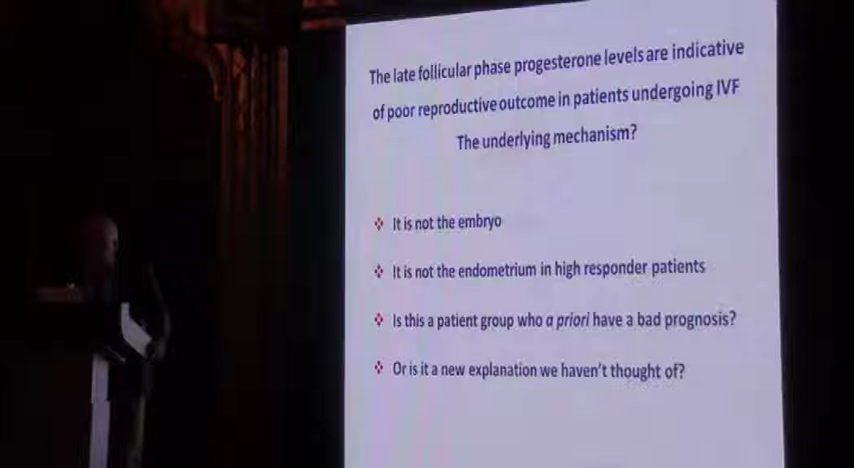 The late follicular phase progesterone levels are indicative
of poor reproductive outcome in patients undergoing IVF
The underlying mechanism?
It is not the embryo
It is not the endometrium in high responder patients
Is this a patient group who a priori have a bad prognosis?
Or is it a new explanation we haven't thought of?